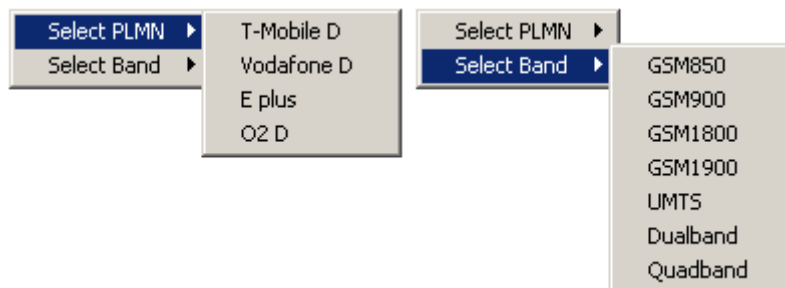 Select PLMN
Select Band
T-Mobile D
Vodafone D
E plus
O2 D
Select PLMN
Select Band
GSM850
GSM900
GSM1800
GSM1900
UMTS
Dualband
Quadband